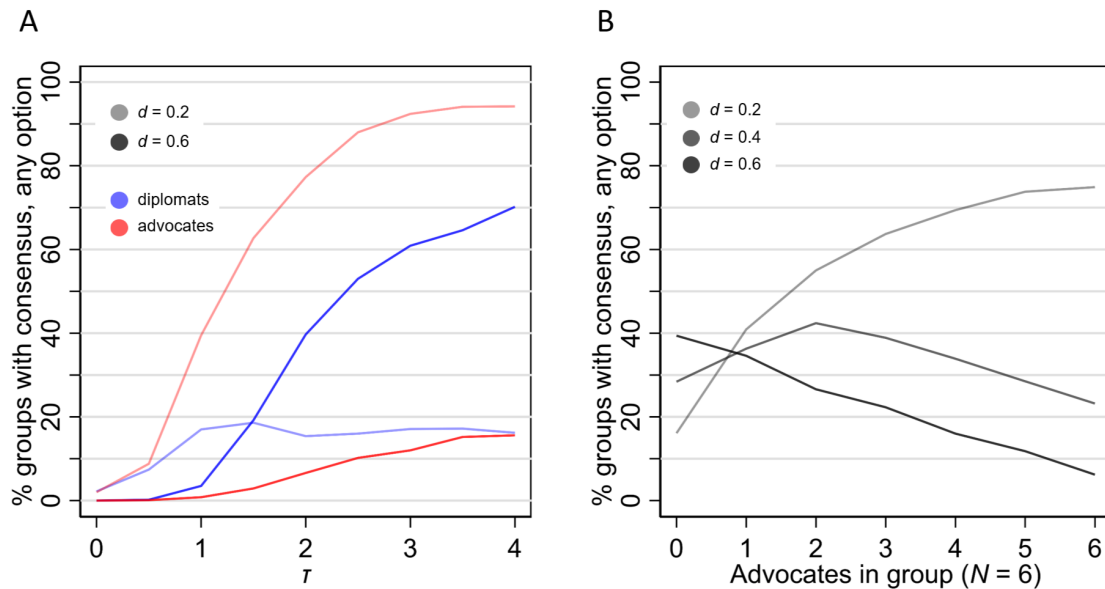 A
% groups with consensus, any option
100
80
60
40
20
0
d = 0.2
d = 0.6
diplomats
advocates
0 1 2 3 4
τ
B
% groups with consensus, any option
100
80
60
40
20
0
d = 0.2
d = 0.4
d = 0.6
0 1 2 3 4 5 6
Advocates in group (N = 6)